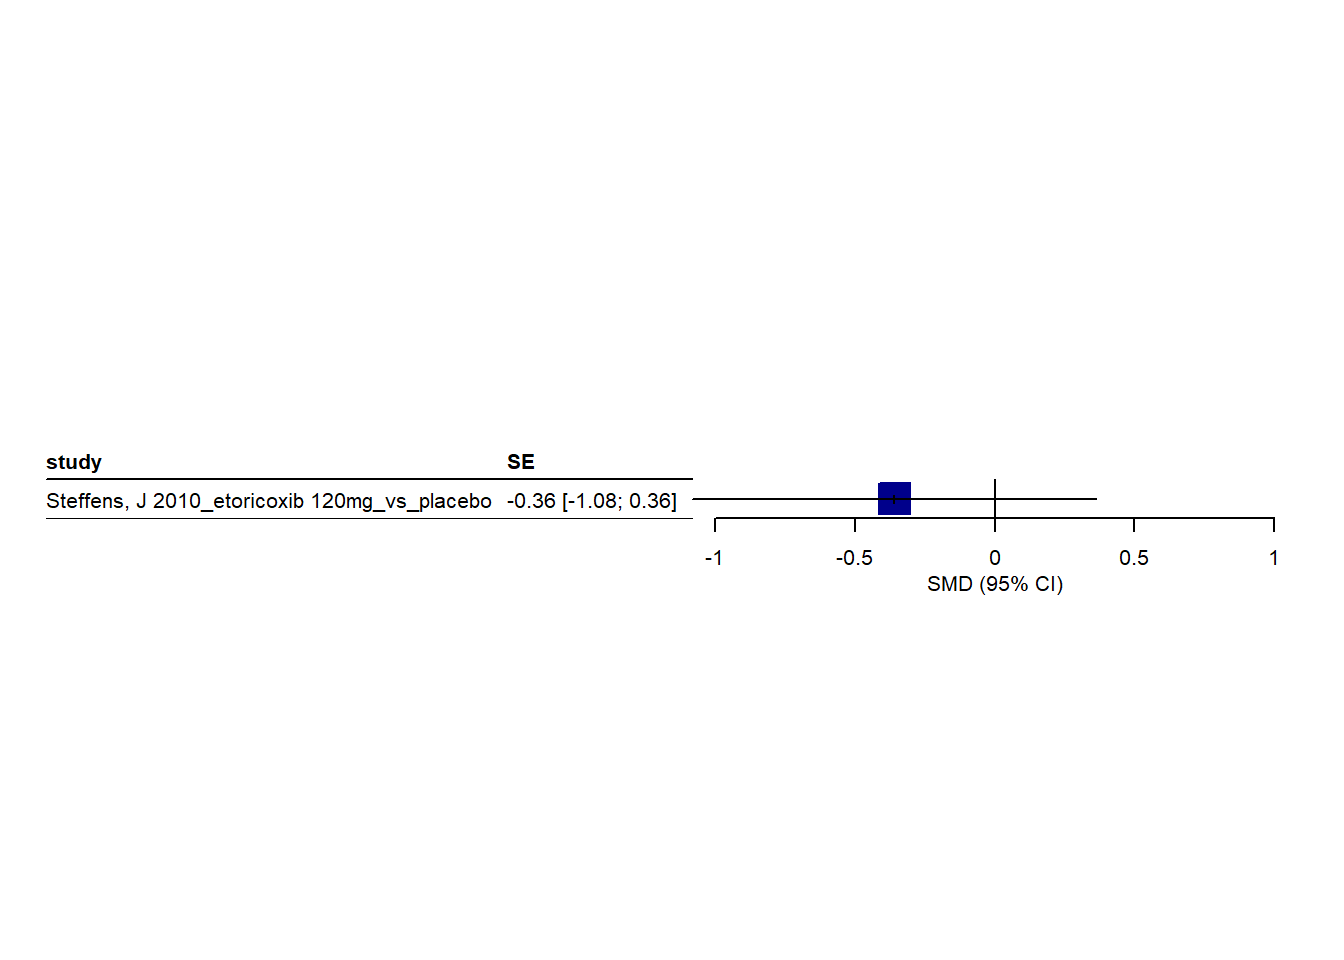 study SE
Steffens, J 2010_etoricoxib 120mg_vs_placebo -0.36 [-1.08; 0.36]
-1 -0.5 0 0.5 1
SMD (95% CI)